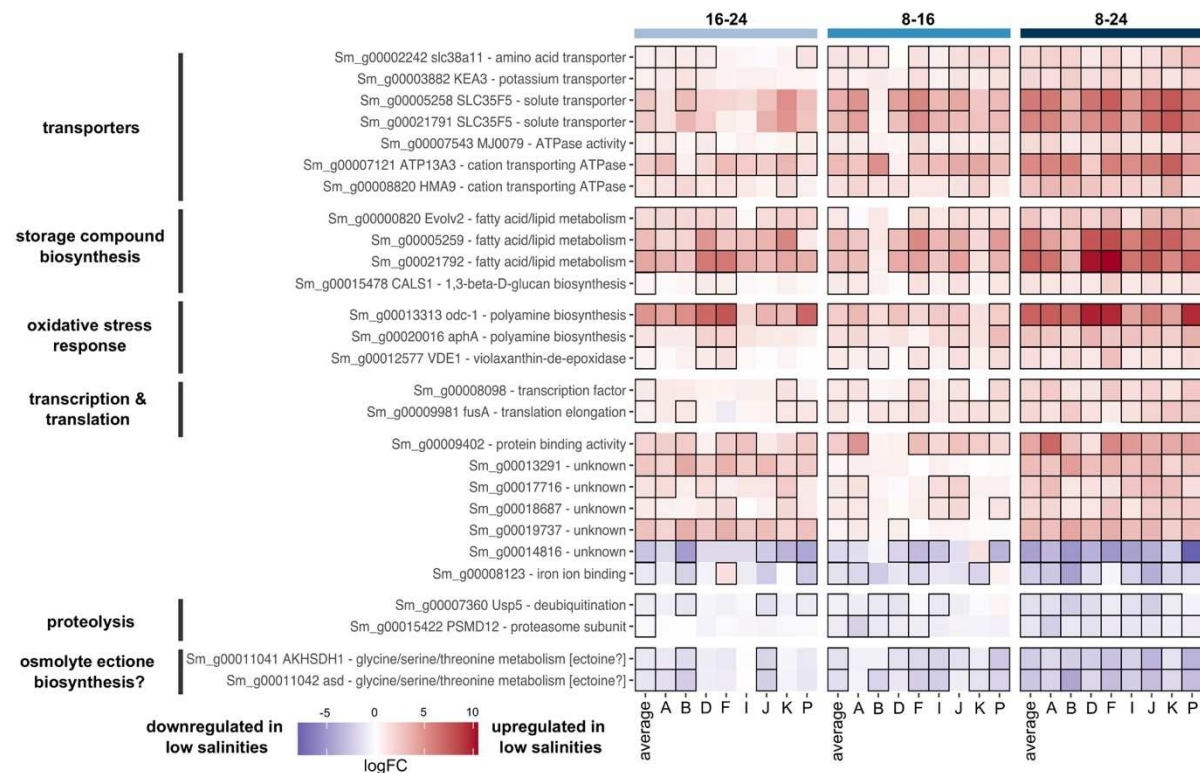 16-24 8-16 8-24
transporters
Sm_g00002242 slc38a11 - amino acid transporter
Sm_g00003882 KEA3 - potassium transporter
Sm_g00005258 SLC35F5 - solute transporter
Sm_g00021791 SLC35F5 - solute transporter
Sm_g00007543 MJ0079 - ATPase activity
Sm_g00007121 ATP13A3 - cation transporting ATPase
Sm_g00008820 HMA9 - cation transporting ATPase
storage compound
biosynthesis
Sm_g00000820 Evolv2 - fatty acid/lipid metabolism
Sm_g00005259 - fatty acid/lipid metabolism
Sm_g00021792 - fatty acid/lipid metabolism
Sm_g00015478 CALS1 - 1,3-beta-D-glucan biosynthesis
oxidative stress
response
Sm_g00013313 odc-1 - polyamine biosynthesis
Sm_g00020016 aphA - polyamine biosynthesis
Sm_g00012577 VDE1 - violaxanthin-de-epoxidase
transcription &
translation
Sm_g00008098 - transcription factor
Sm_g00009981 fusA - translation elongation
Sm_g00009402 - protein binding activity
Sm_g00013291 - unknown
Sm_g00017716 - unknown
Sm_g00018687 - unknown
Sm_g00019737 - unknown
Sm_g00014816 - unknown
Sm_g00008123 - iron ion binding
proteolysis
Sm_g00007360 Usp5 - deubiquitination
Sm_g00015422 PSMD12 - proteasome subunit
osmolyte ectione
biosynthesis?
Sm_g00011041 AKHSDH1 - glycine/serine/threonine metabolism [ectoine?]
Sm_g00011042 asd - glycine/serine/threonine metabolism [ectoine?]
average A B D F I J K P average A B D F I J K P average A B D F I J K P
downregulated in
low salinities
-5 0 5 10
logFC
upregulated in
low salinities